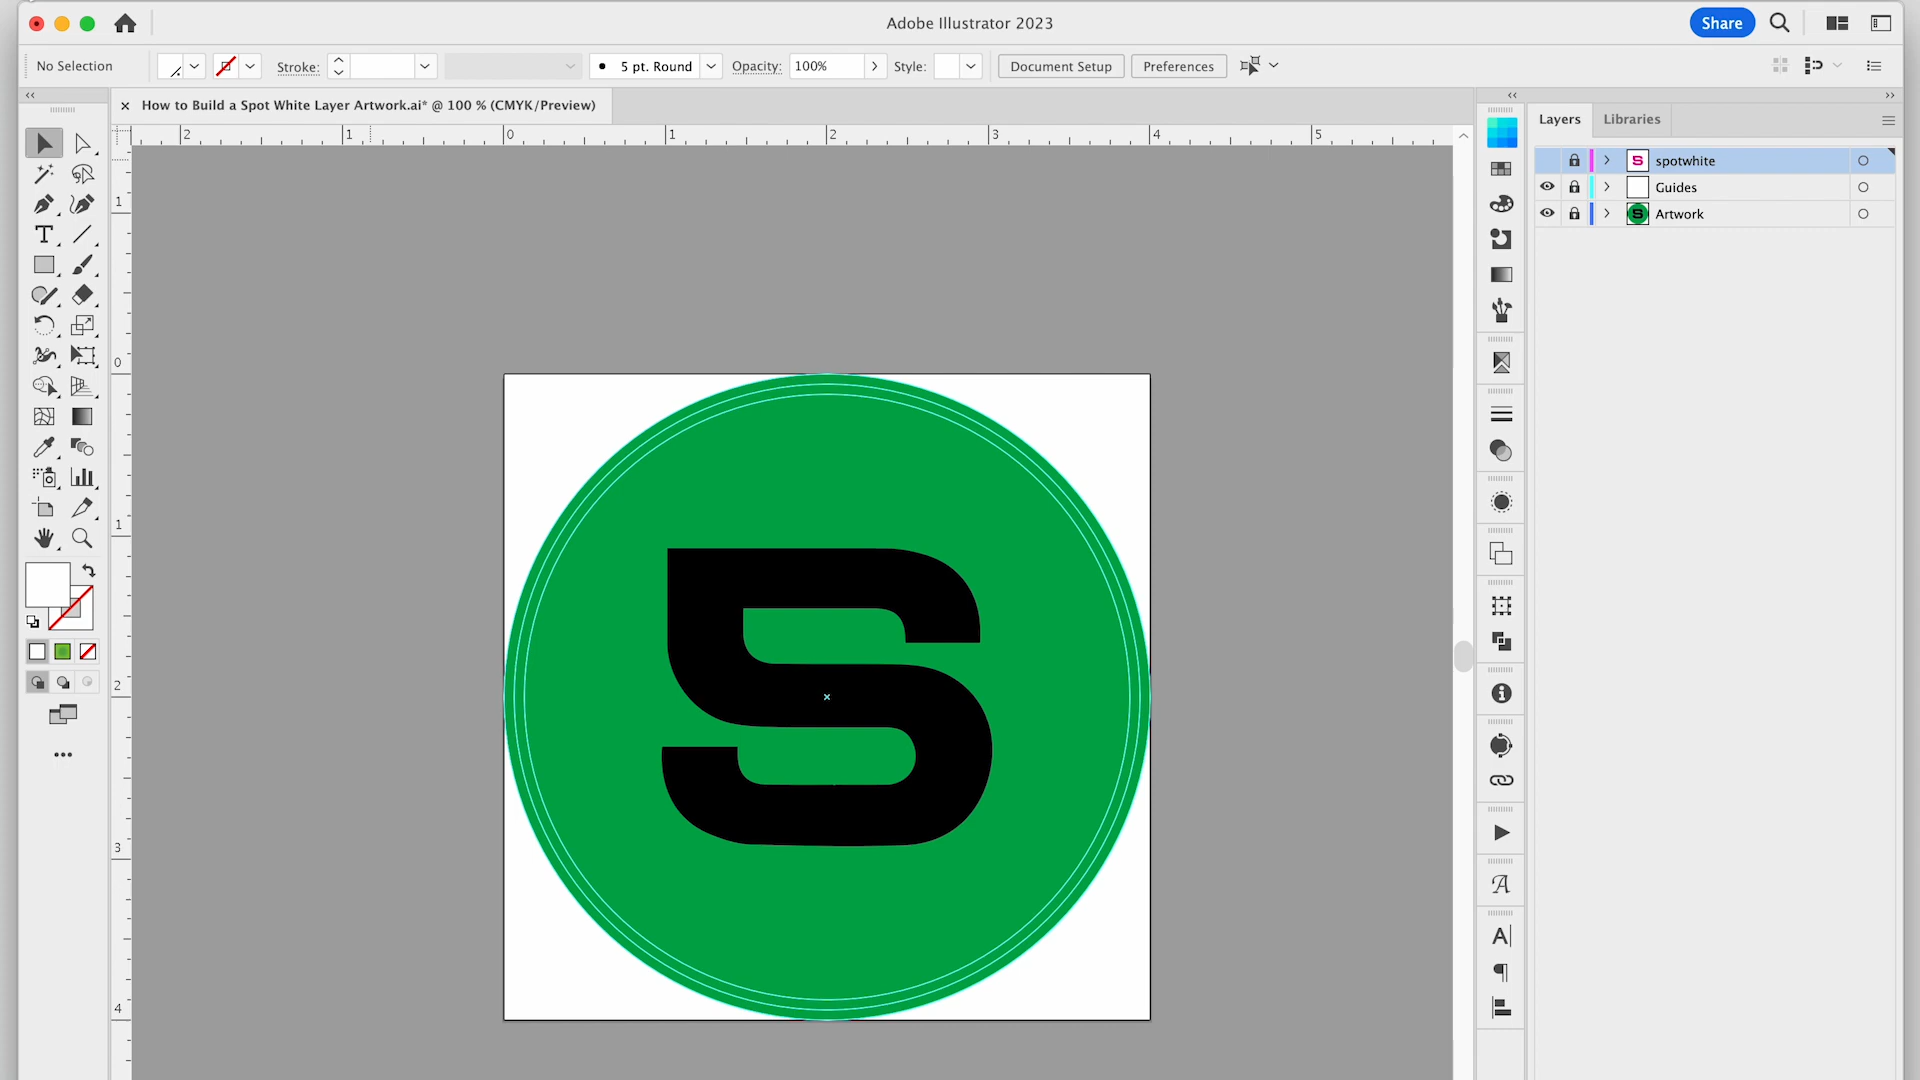 Adobe Illustrator 2023
Share
No Selection
Stroke:
5 pt. Round
Opacity:
100%
Style:
Document Setup
Preferences
How to Build a Spot White Layer Artwork.ai* @ 100 % (CMYK/Preview)
2 1 0 1 2 3 4 5
1
0
1
2
3
4
Layers
Libraries
spotwhite
Guides
Artwork
S